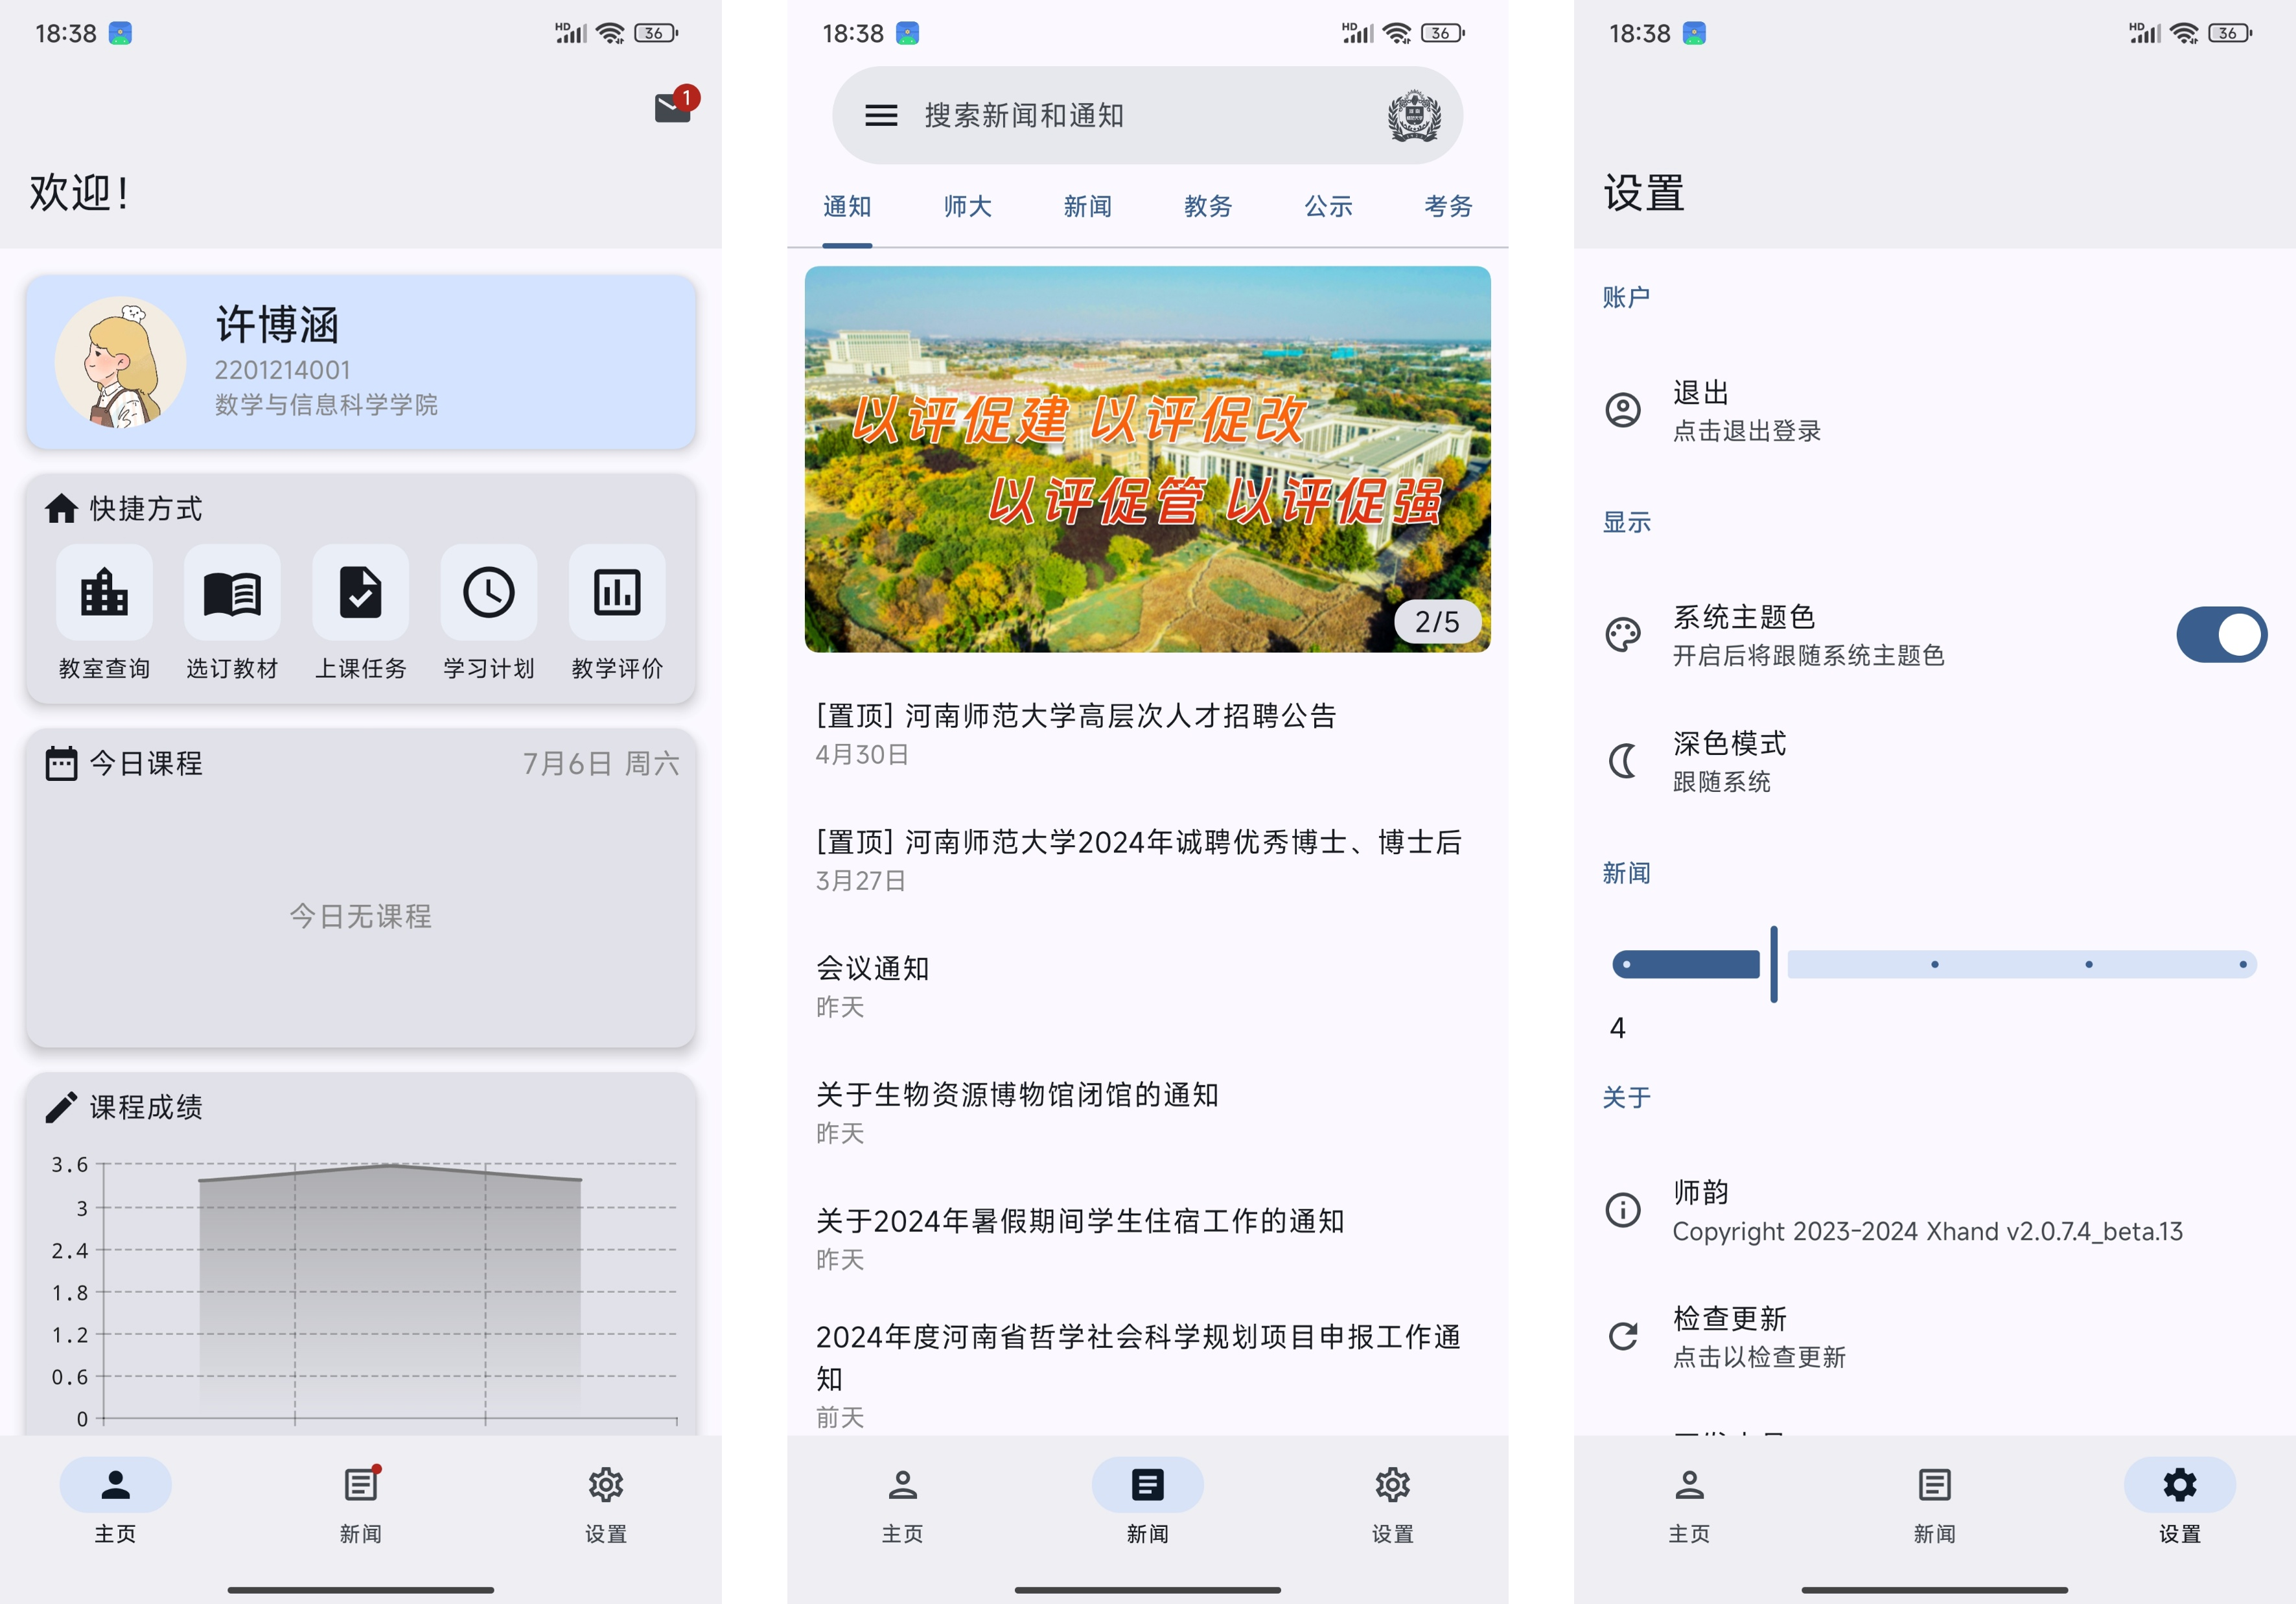 18:38
HD
36
1
欢迎！
许博涵
2201214001
数学与信息科学学院
快捷方式
教室查询 选订教材 上课任务 学习计划 教学评价
今日课程 7月6日 周六
今日无课程
课程成绩
3.6
3
2.4
1.8
1.2
0.6
0
主页 新闻 设置
18:38
HD
36
搜索新闻和通知
通知 师大 新闻 教务 公示 考务
以评促建 以评促改
以评促管 以评促强
2/5
[置顶] 河南师范大学高层次人才招聘公告
4月30日
[置顶] 河南师范大学2024年诚聘优秀博士、博士后
3月27日
会议通知
昨天
关于生物资源博物馆闭馆的通知
昨天
关于2024年暑假期间学生住宿工作的通知
昨天
2024年度河南省哲学社会科学规划项目申报工作通
知
前天
主页 新闻 设置
18:38
HD
36
设置
账户
退出
点击退出登录
显示
系统主题色
开启后将跟随系统主题色
深色模式
跟随系统
新闻
4
关于
师韵
Copyright 2023-2024 Xhand v2.0.7.4_beta.13
检查更新
点击以检查更新
主页 新闻 设置